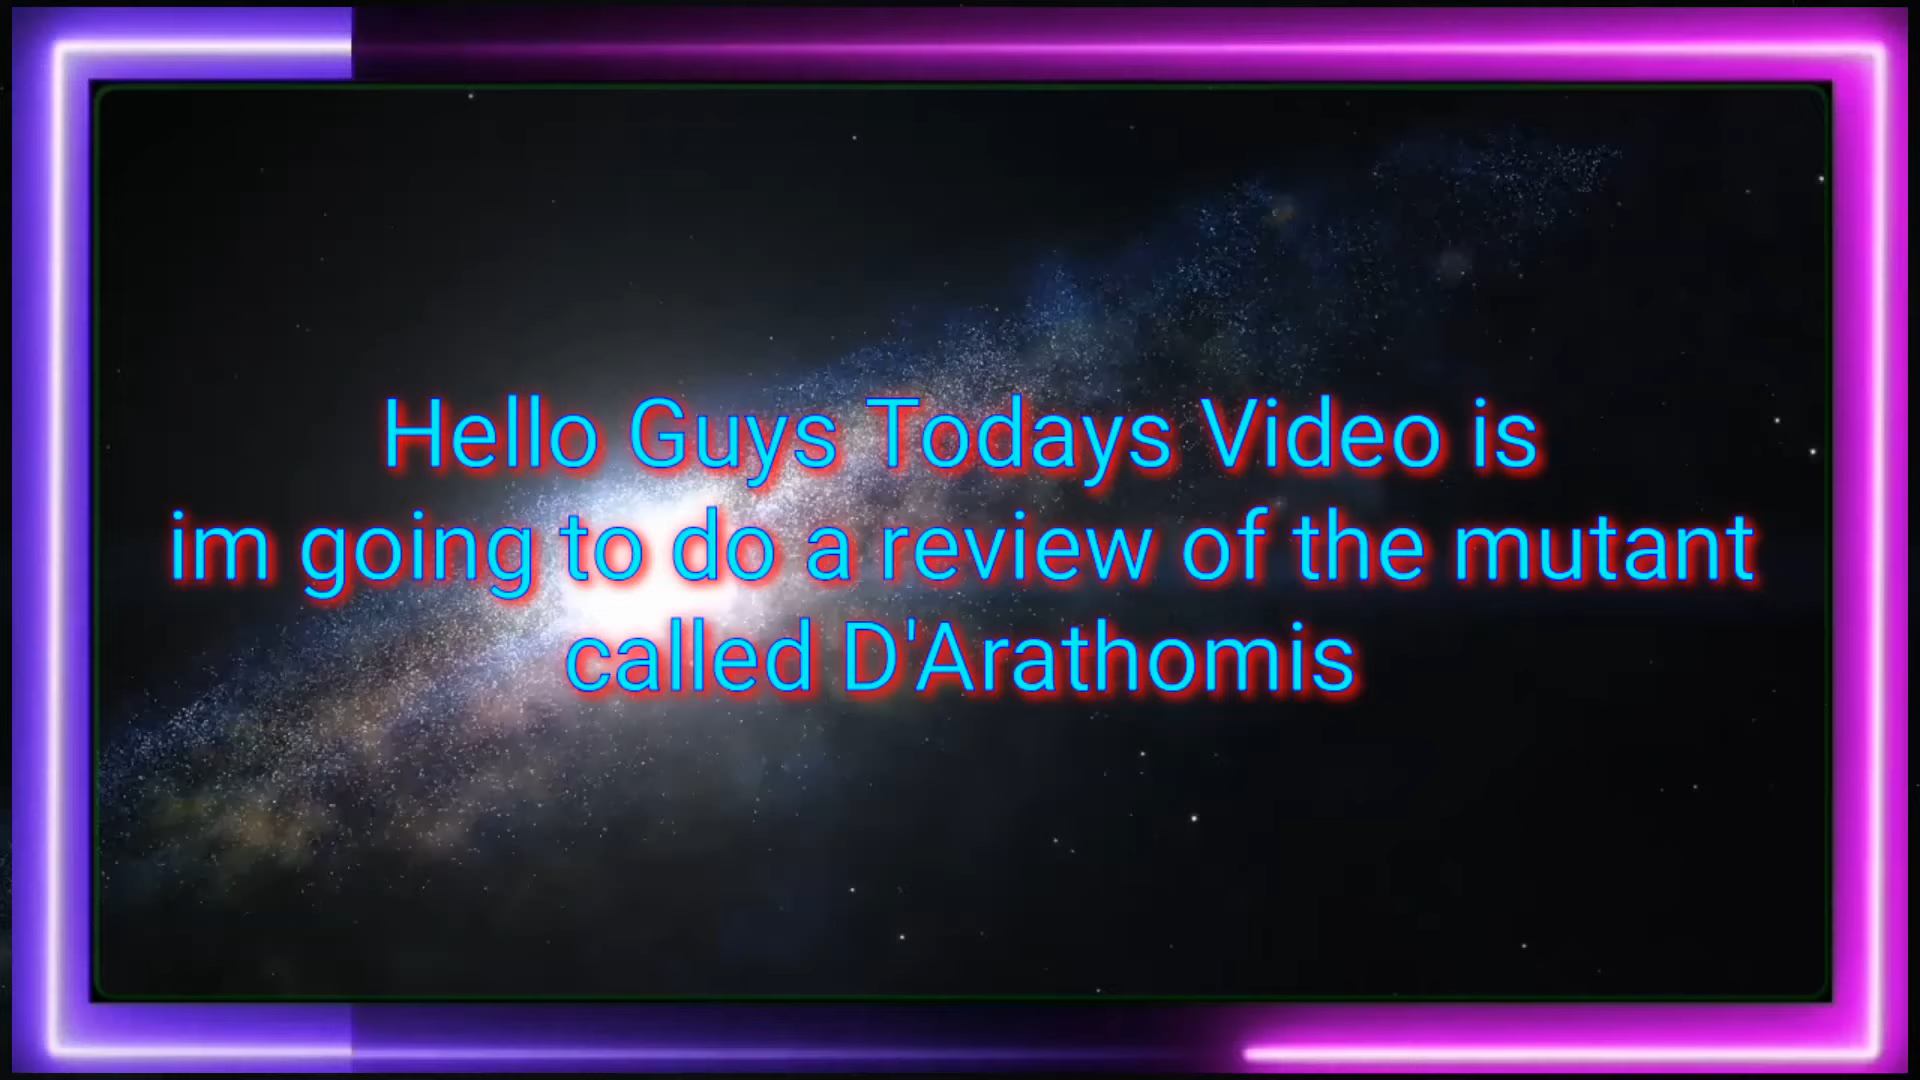 Hello Guys Todays Video is
im going to do a review of the mutant
called D'Arathomis